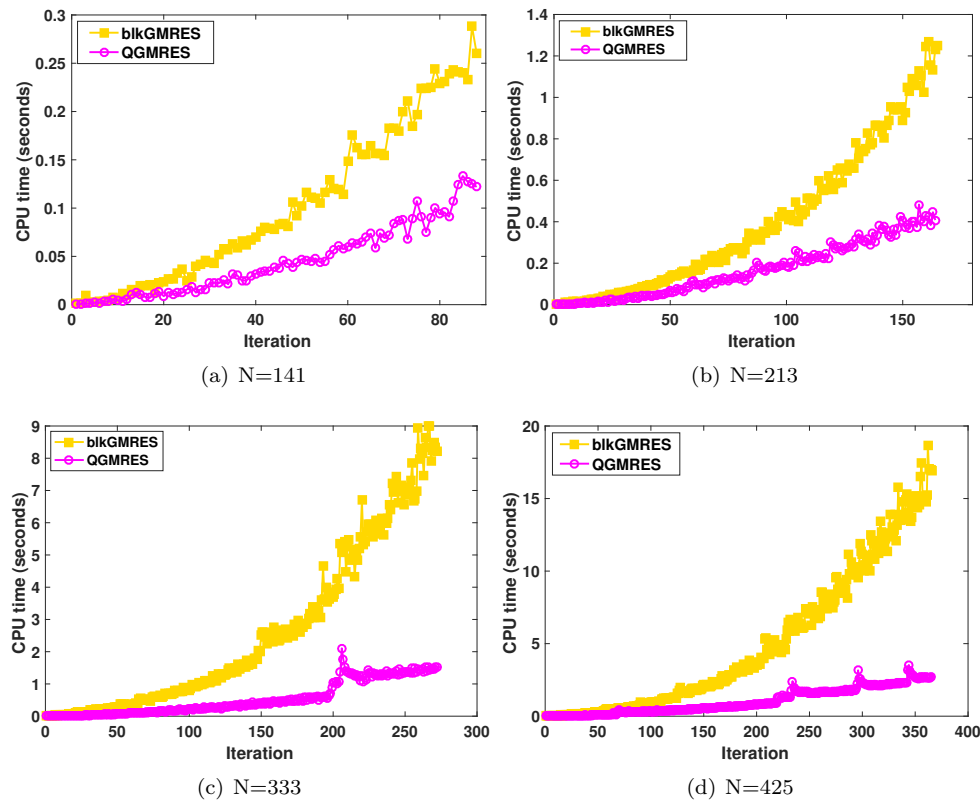 0.3
0.25
0.2
0.15
0.1
0.05
0
CPU time (seconds)
blkGMRES
QGMRES
0 20 40 60 80
Iteration
(a) N=141
1.4
1.2
1
0.8
0.6
0.4
0.2
0
CPU time (seconds)
blkGMRES
QGMRES
0 50 100 150
Iteration
(b) N=213
9
8
7
6
5
4
3
2
1
0
CPU time (seconds)
blkGMRES
QGMRES
0 50 100 150 200 250 300
Iteration
(c) N=333
20
15
10
5
0
CPU time (seconds)
blkGMRES
QGMRES
0 50 100 150 200 250 300 350 400
Iteration
(d) N=425